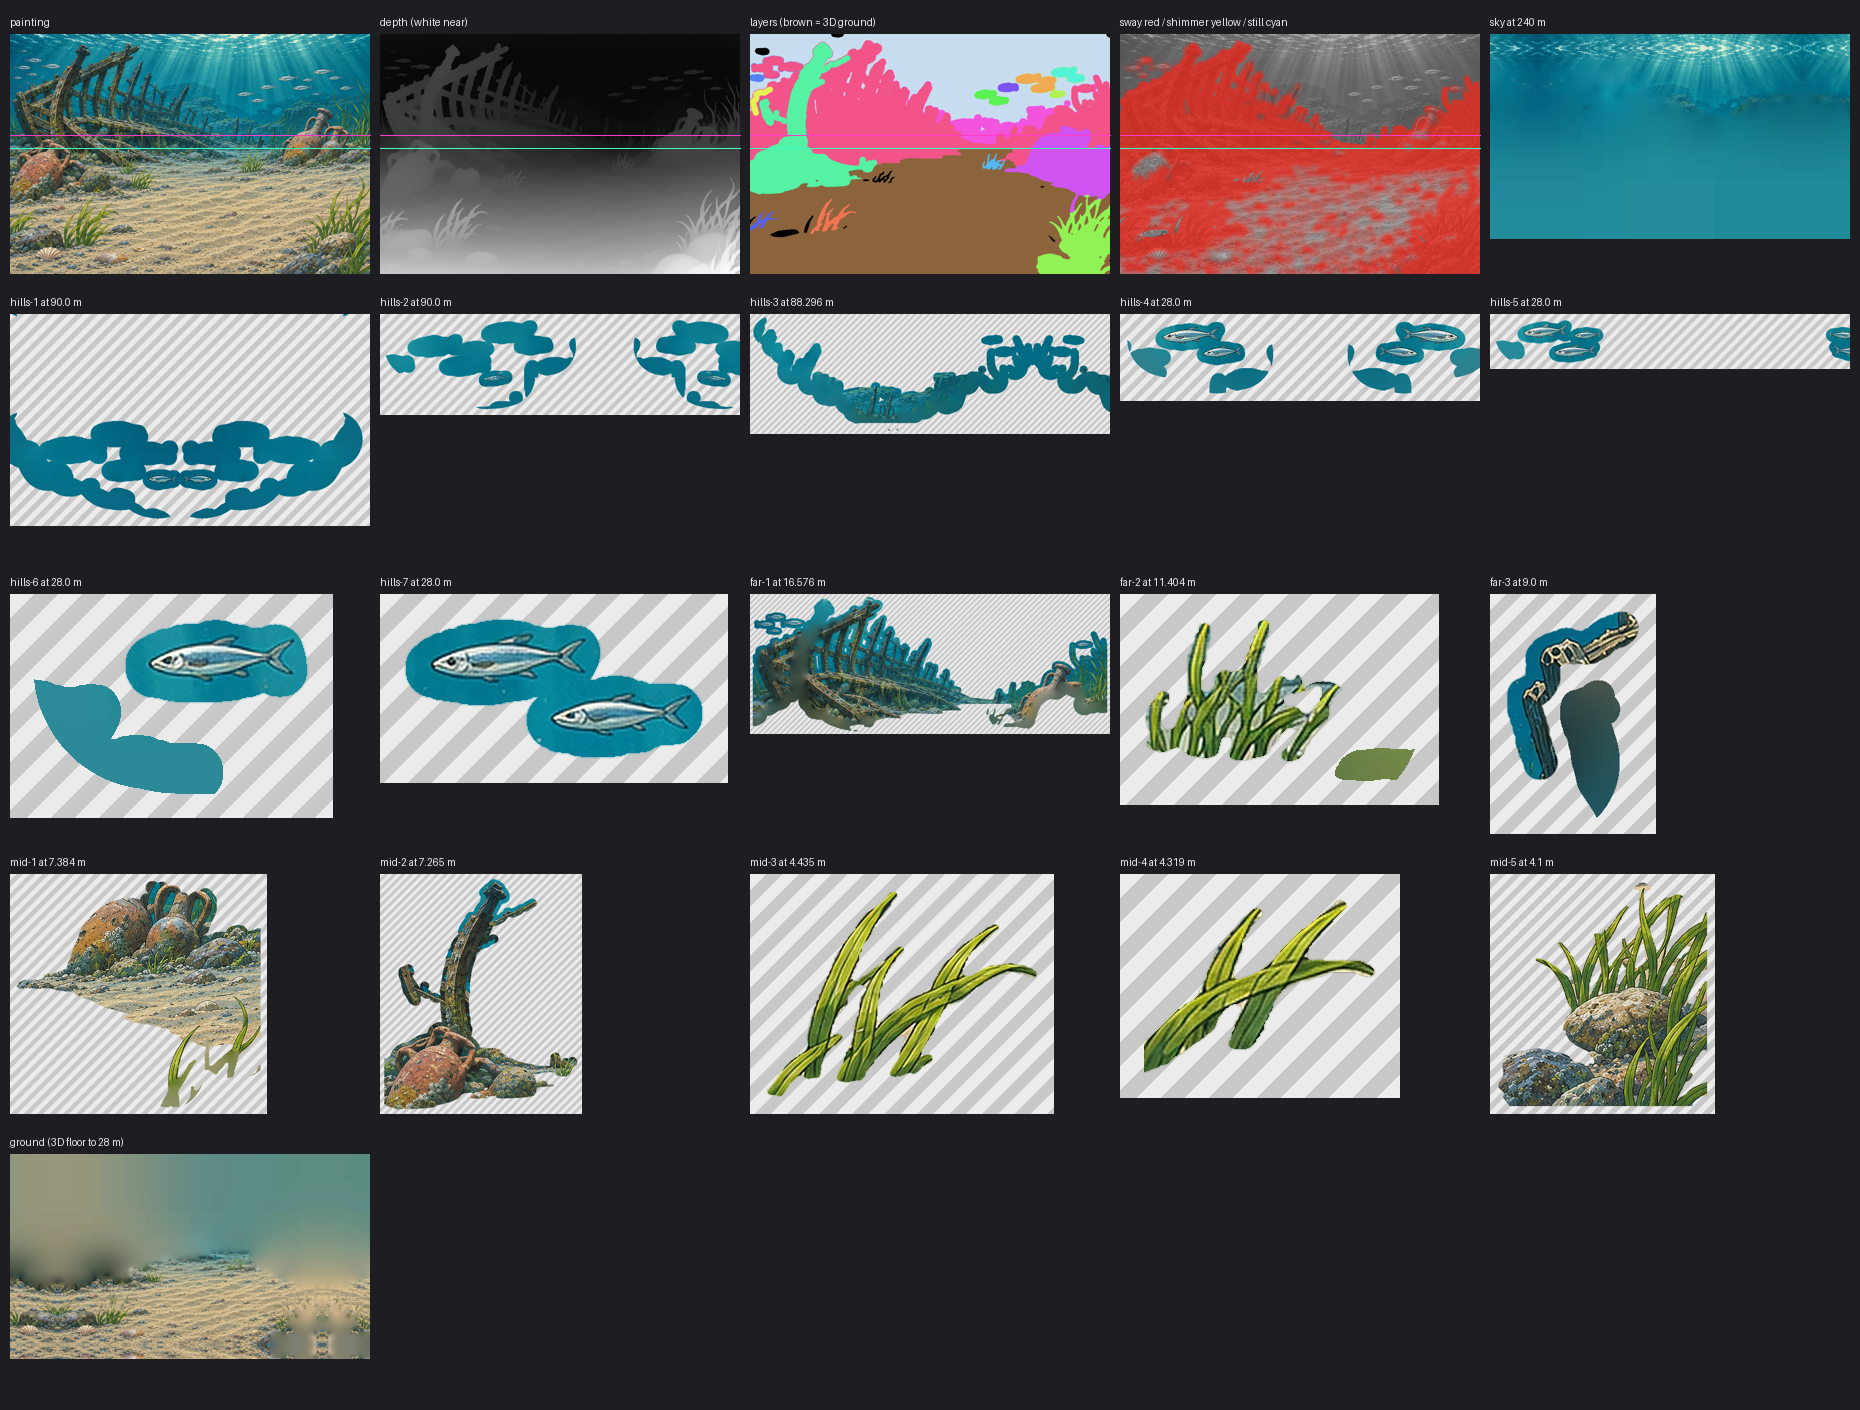 painting
depth (white near)
layers (brown = 3D ground)
sway red / shimmer yellow / still cyan
sky at 240 m
hills-1 at 90.0 m
hills-2 at 90.0 m
hills-3 at 88.296 m
hills-4 at 28.0 m
hills-5 at 28.0 m
hills-6 at 28.0 m
hills-7 at 28.0 m
far-1 at 16.576 m
far-2 at 11.404 m
far-3 at 9.0 m
mid-1 at 7.384 m
mid-2 at 7.265 m
mid-3 at 4.435 m
mid-4 at 4.319 m
mid-5 at 4.1 m
ground (3D floor to 28 m)